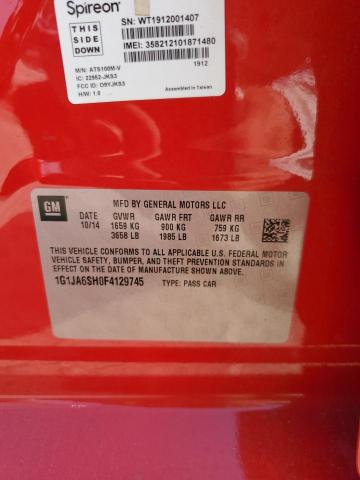 Spireon
SN: WT1912001407
THIS
SIDE
DOWN
IMEI: 358212101871480
1912
M/N: ATS100M-V
IC: 22952-JKS3
FCC ID: O9YJKS3
H/W: 1.0
Assembled in Taiwan
GM
MFD BY GENERAL MOTORS LLC
DATE GVWR GAWR FRT GAWR RR
10/14 1659 KG 900 KG 759 KG
3658 LB 1985 LB 1673 LB
THIS VEHICLE CONFORMS TO ALL APPLICABLE U.S. FEDERAL MOTOR
VEHICLE SAFETY, BUMPER, AND THEFT PREVENTION STANDARDS
IN EFFECT ON THE DATE OF MANUFACTURE SHOWN ABOVE.
1G1JA6SH0F4129745 TYPE: PASS CAR